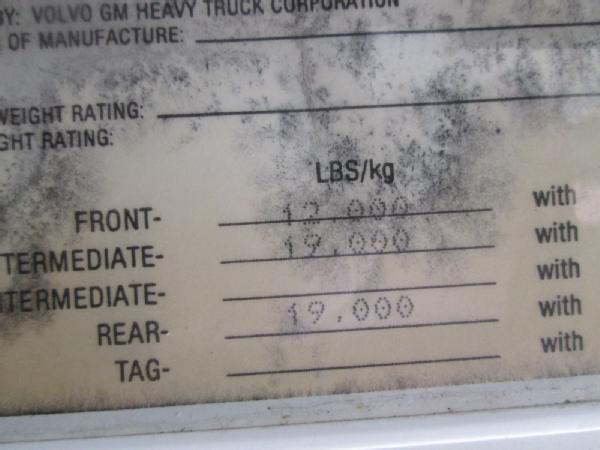 BY: VOLVO GM HEAVY TRUCK CORPORATION
OF MANUFACTURE:
WEIGHT RATING:
GHT RATING:
LBS/kg
FRONT- 12,000 with
TERMEDIATE- 19,000 with
TERMEDIATE- with
REAR- 19,000 with
TAG- with